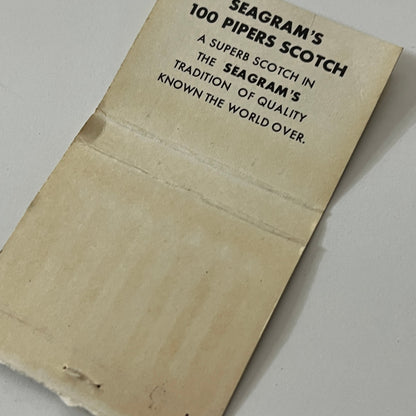 SEAGRAM'S
100 PIPERS SCOTCH
A SUPERB SCOTCH IN
THE SEAGRAM'S
TRADITION OF QUALITY
KNOWN THE WORLD OVER.